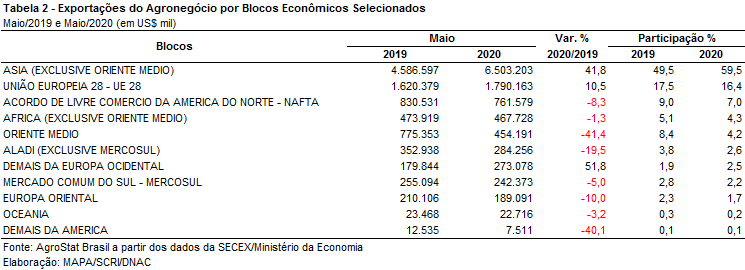 Tabela 2 - Exportações do Agronegócio por Blocos Econômicos Selecionados
Maio/2019 e Maio/2020 (em US$ mil)
Blocos Maio Var. % Participação %
2019 2020 2020/2019 2019 2020
ASIA (EXCLUSIVE ORIENTE MEDIO) 4.586.597 6.503.203 41,8 49,5 59,5
UNIÃO EUROPEIA 28 - UE 28 1.620.379 1.790.163 10,5 17,5 16,4
ACORDO DE LIVRE COMERCIO DA AMERICA DO NORTE - NAFTA 830.531 761.579 -8,3 9,0 7,0
AFRICA (EXCLUSIVE ORIENTE MEDIO) 473.919 467.728 -1,3 5,1 4,3
ORIENTE MEDIO 775.353 454.191 -41,4 8,4 4,2
ALADI (EXCLUSIVE MERCOSUL) 352.938 284.256 -19,5 3,8 2,6
DEMAIS DA EUROPA OCIDENTAL 179.844 273.078 51,8 1,9 2,5
MERCADO COMUM DO SUL - MERCOSUL 255.094 242.373 -5,0 2,8 2,2
EUROPA ORIENTAL 210.106 189.091 -10,0 2,3 1,7
OCEANIA 23.468 22.716 -3,2 0,3 0,2
DEMAIS DA AMERICA 12.535 7.511 -40,1 0,1 0,1
Fonte: AgroStat Brasil a partir dos dados da SECEX/Ministério da Economia
Elaboração: MAPA/SCRI/DNAC